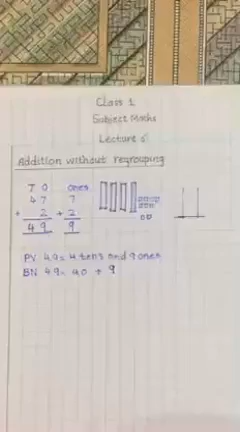 Class 1
Subject Maths
Lecture 5
Addition without regrouping
T O ones
4 7 7
+ 2 + 2
4 9 9
PV 49= 4 tens and 9 ones
BN 49= 40 + 9